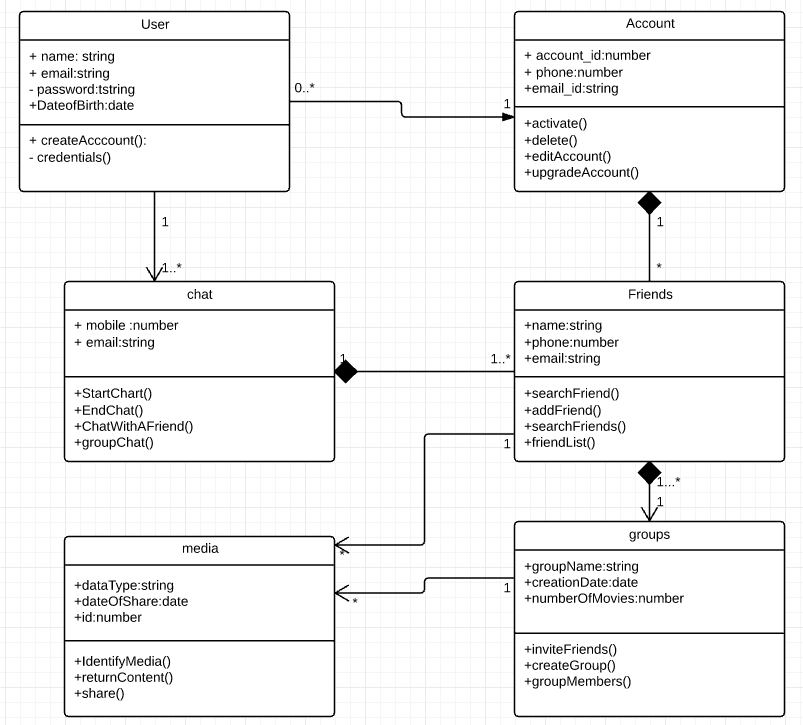 User
+ name: string
+ email:string
- password:tstring
+DateofBirth:date
+ createAcccount():
- credentials()
0..*
1
Account
+ account_id:number
+ phone:number
+email_id:string
+activate()
+delete()
+editAccount()
+upgradeAccount()
1
1..*
1
*
chat
+ mobile :number
+ email:string
+StartChart()
+EndChat()
+ChatWithAFriend()
+groupChat()
1
1..*
Friends
+name:string
+phone:number
+email:string
+searchFriend()
+addFriend()
+searchFriends()
+friendList()
1
*
1...*
1
media
+dataType:string
+dateOfShare:date
+id:number
+IdentifyMedia()
+returnContent()
+share()
*
1
groups
+groupName:string
+creationDate:date
+numberOfMovies:number
+inviteFriends()
+createGroup()
+groupMembers()